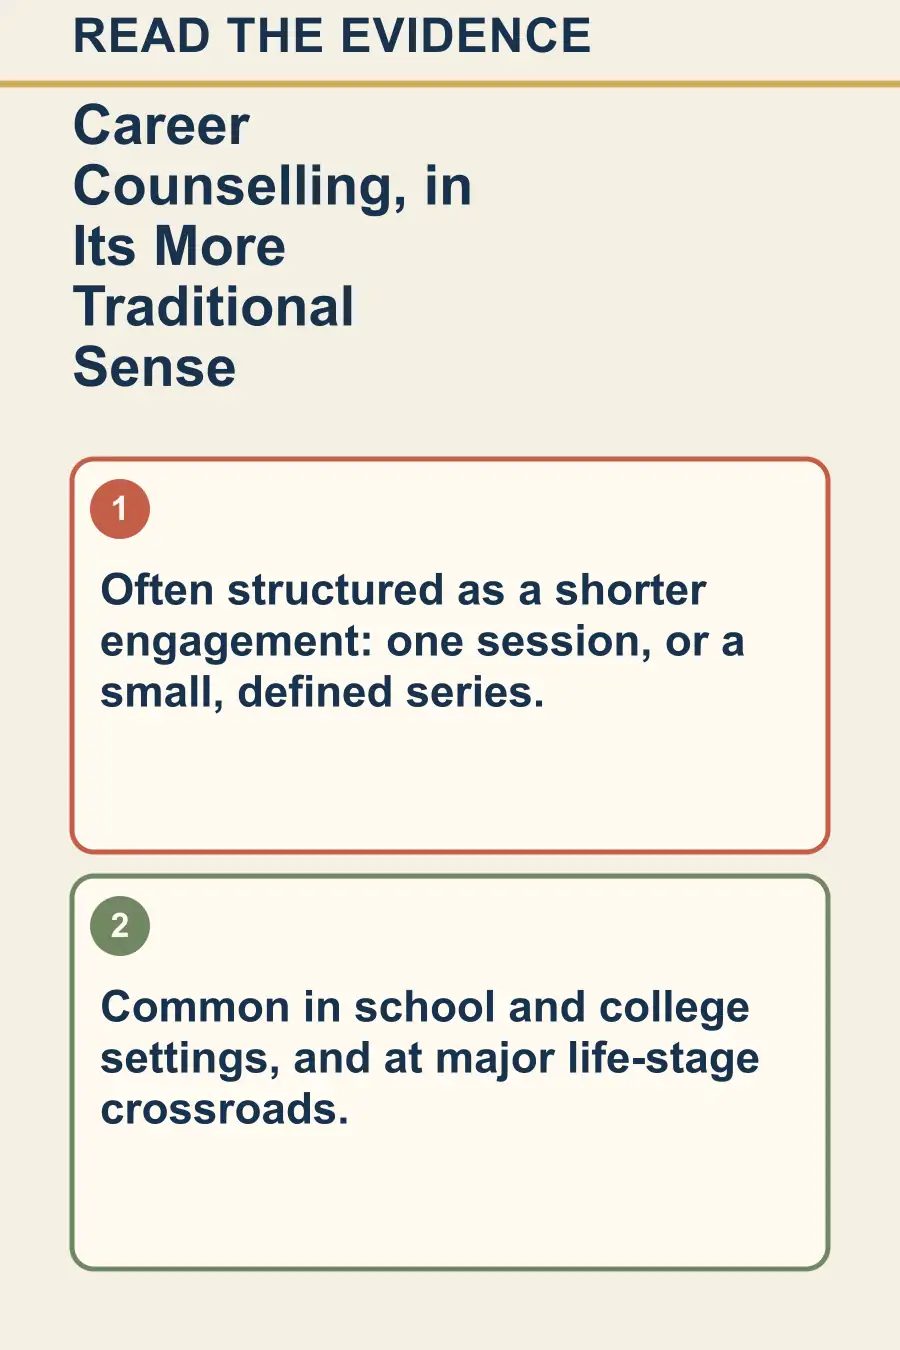 READ THE EVIDENCE
Career
Counselling, in
Its More
Traditional
Sense
1
Often structured as a shorter
engagement: one session, or a
small, defined series.
2
Common in school and college
settings, and at major life-stage
crossroads.